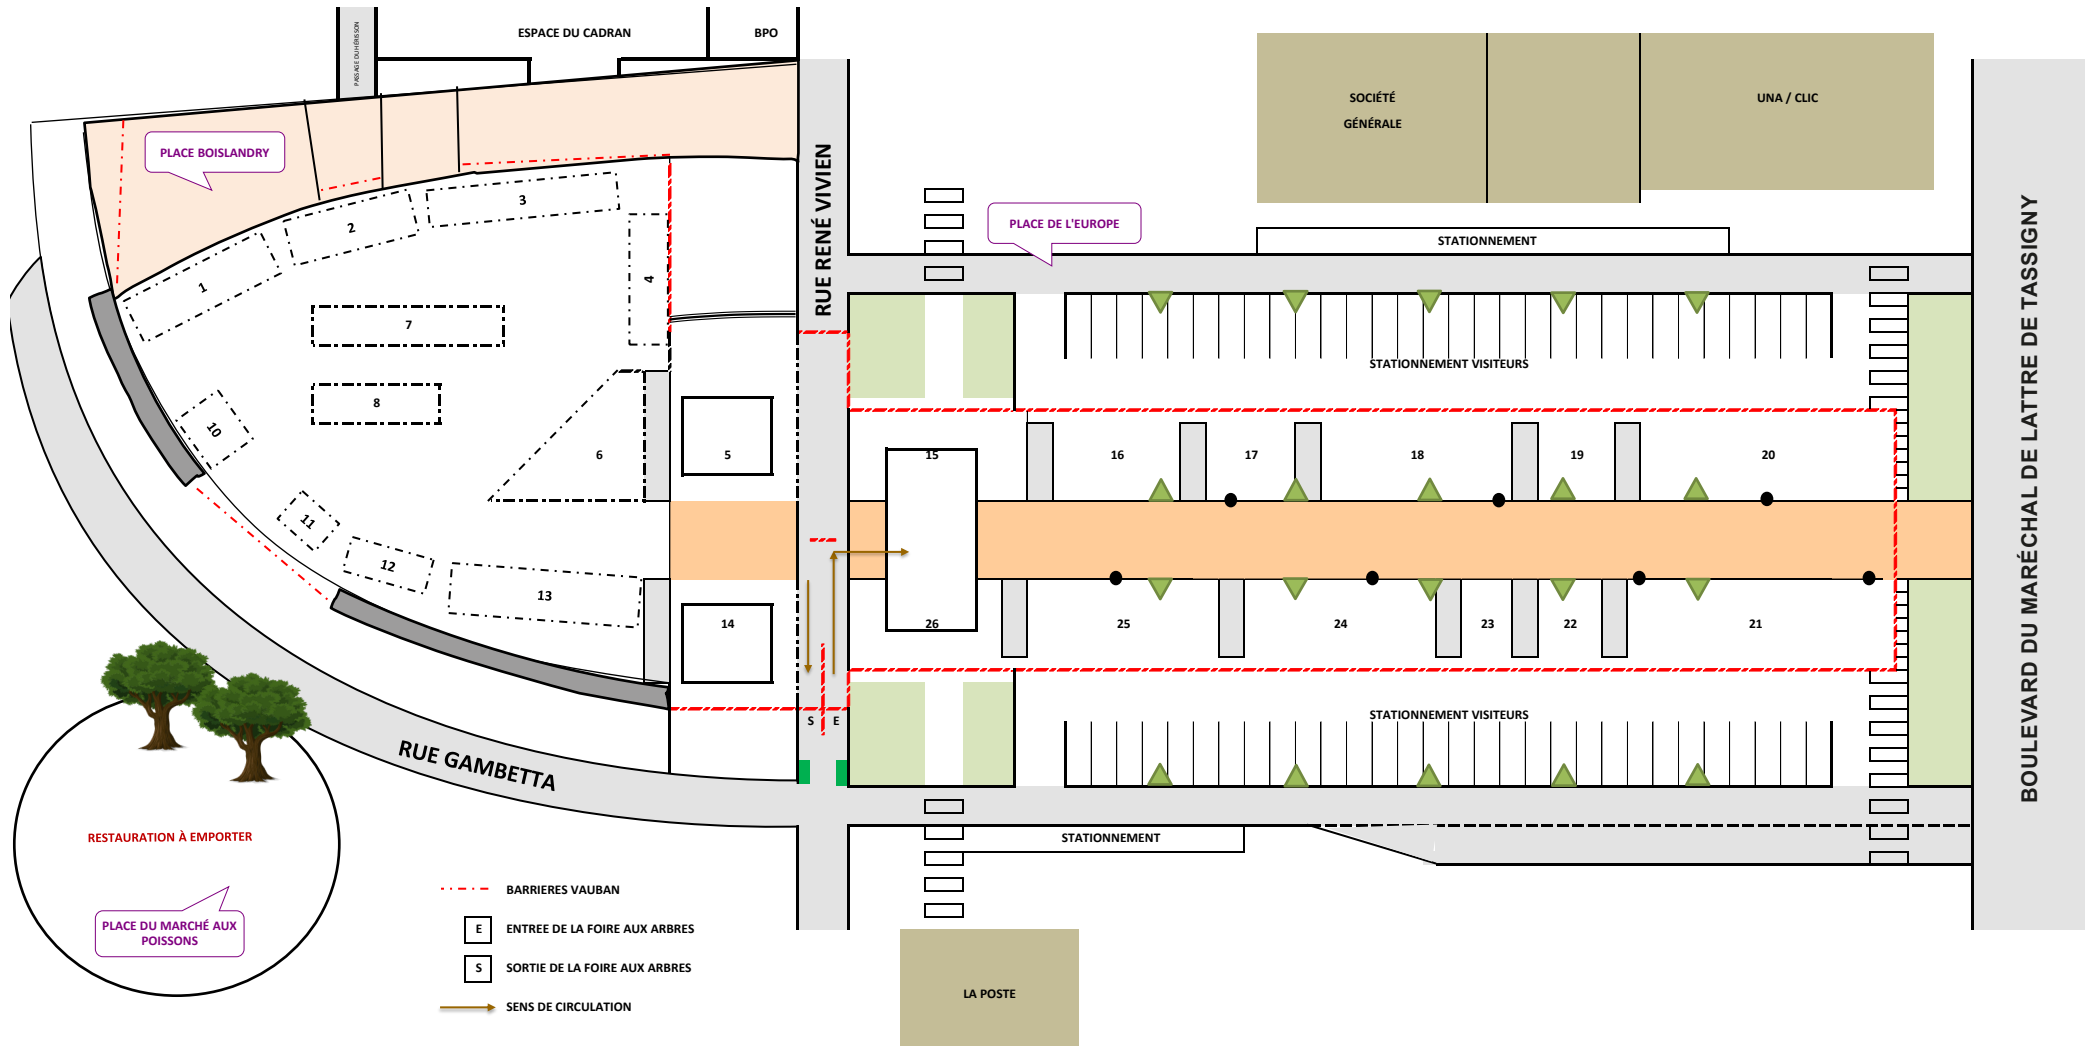 PASSAGE DU HÉRISSON
ESPACE DU CADRAN
BPO
SOCIÉTÉ
GÉNÉRALE
UNA / CLIC
PLACE BOISLANDRY
RUE RENÉ VIVIEN
PLACE DE L'EUROPE
STATIONNEMENT
BOULEVARD DU MARÉCHAL DE LATTRE DE TASSIGNY
1
2
3
4
7
8
STATIONNEMENT VISITEURS
10
6
5
15
16
17
18
19
20
11
12
13
14
26
25
24
23
22
21
S
E
STATIONNEMENT VISITEURS
RUE GAMBETTA
RESTAURATION À EMPORTER
STATIONNEMENT
PLACE DU MARCHÉ AUX
POISSONS
BARRIERES VAUBAN
E ENTREE DE LA FOIRE AUX ARBRES
S SORTIE DE LA FOIRE AUX ARBRES
SENS DE CIRCULATION
LA POSTE